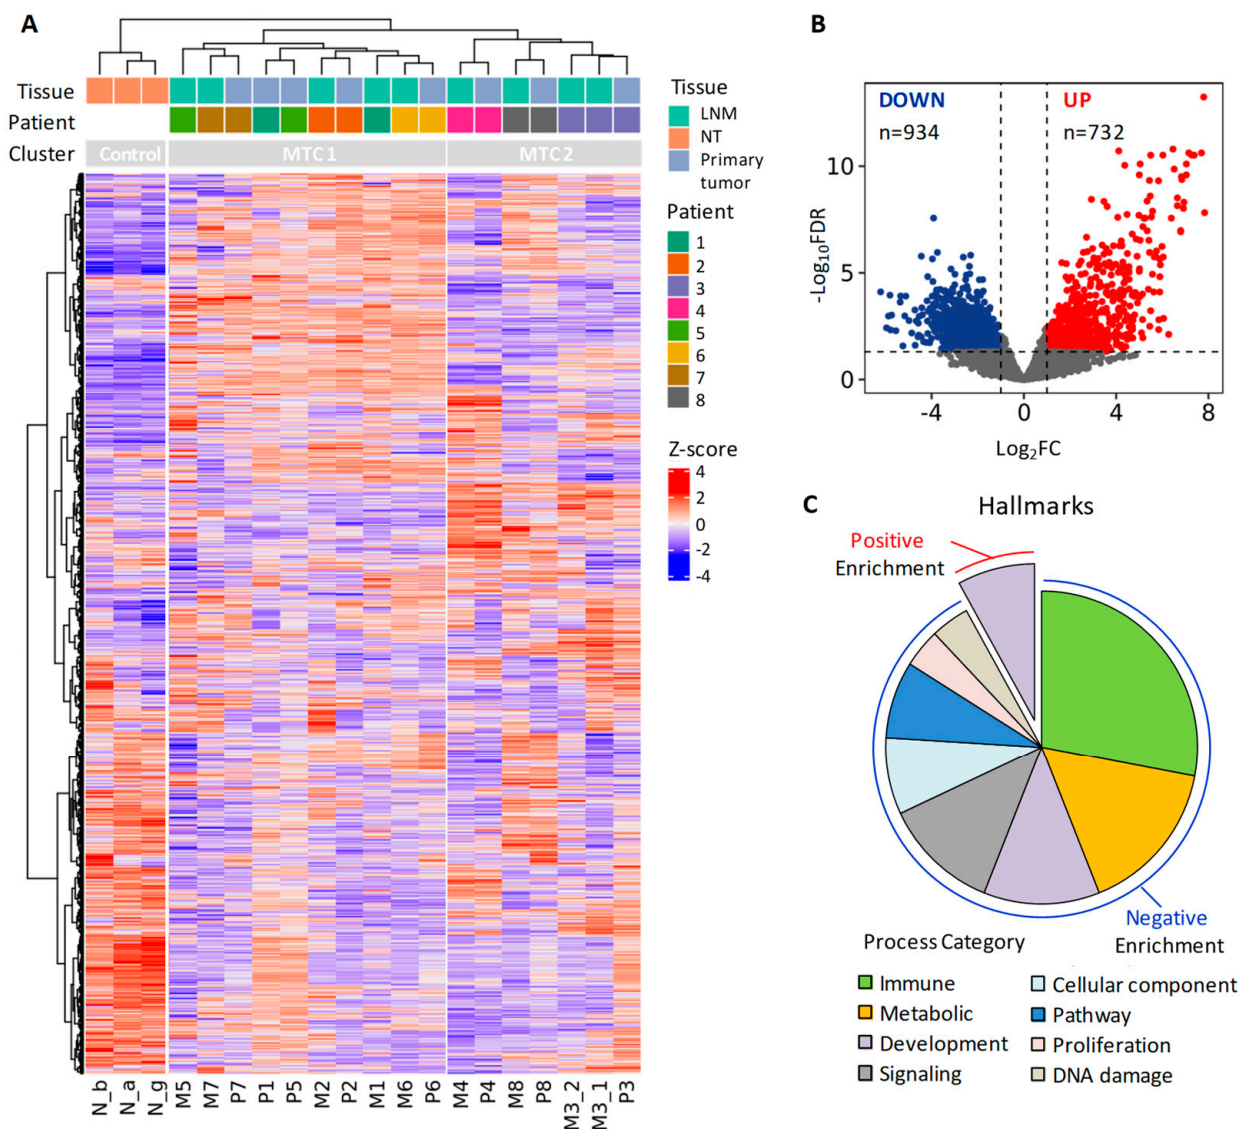 A
Tissue
Patient
Cluster
Control
MTC1
MTC2
Tissue
LNM
NT
Primary
tumor
Patient
1
2
3
4
5
6
7
8
Z-score
4
2
0
-2
-4
N_b
N_a
N_g
M5
M7
P7
P1
P5
M2
P2
M1
M6
P6
M4
P4
M8
P8
M3_2
M3_1
P3
B
DOWN
n=934
UP
n=732
-Log10FDR
10
5
0
-4
0
4
8
Log2FC
C
Hallmarks
Positive
Enrichment
Negative
Enrichment
Process Category
Immune
Metabolic
Development
Signaling
Cellular component
Pathway
Proliferation
DNA damage